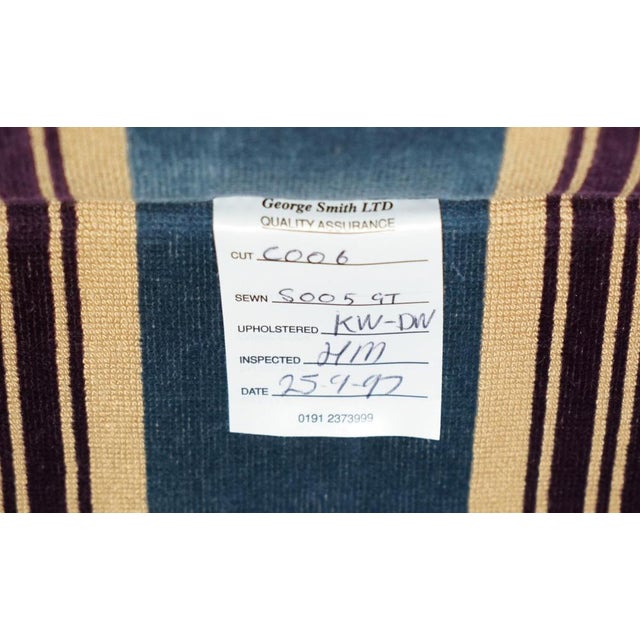 George Smith LTD
QUALITY ASSURANCE
CUT C006
SEWN S005 GT
UPHOLSTERED KW-DW
INSPECTED HM
DATE 25-9-97
0191 2373999